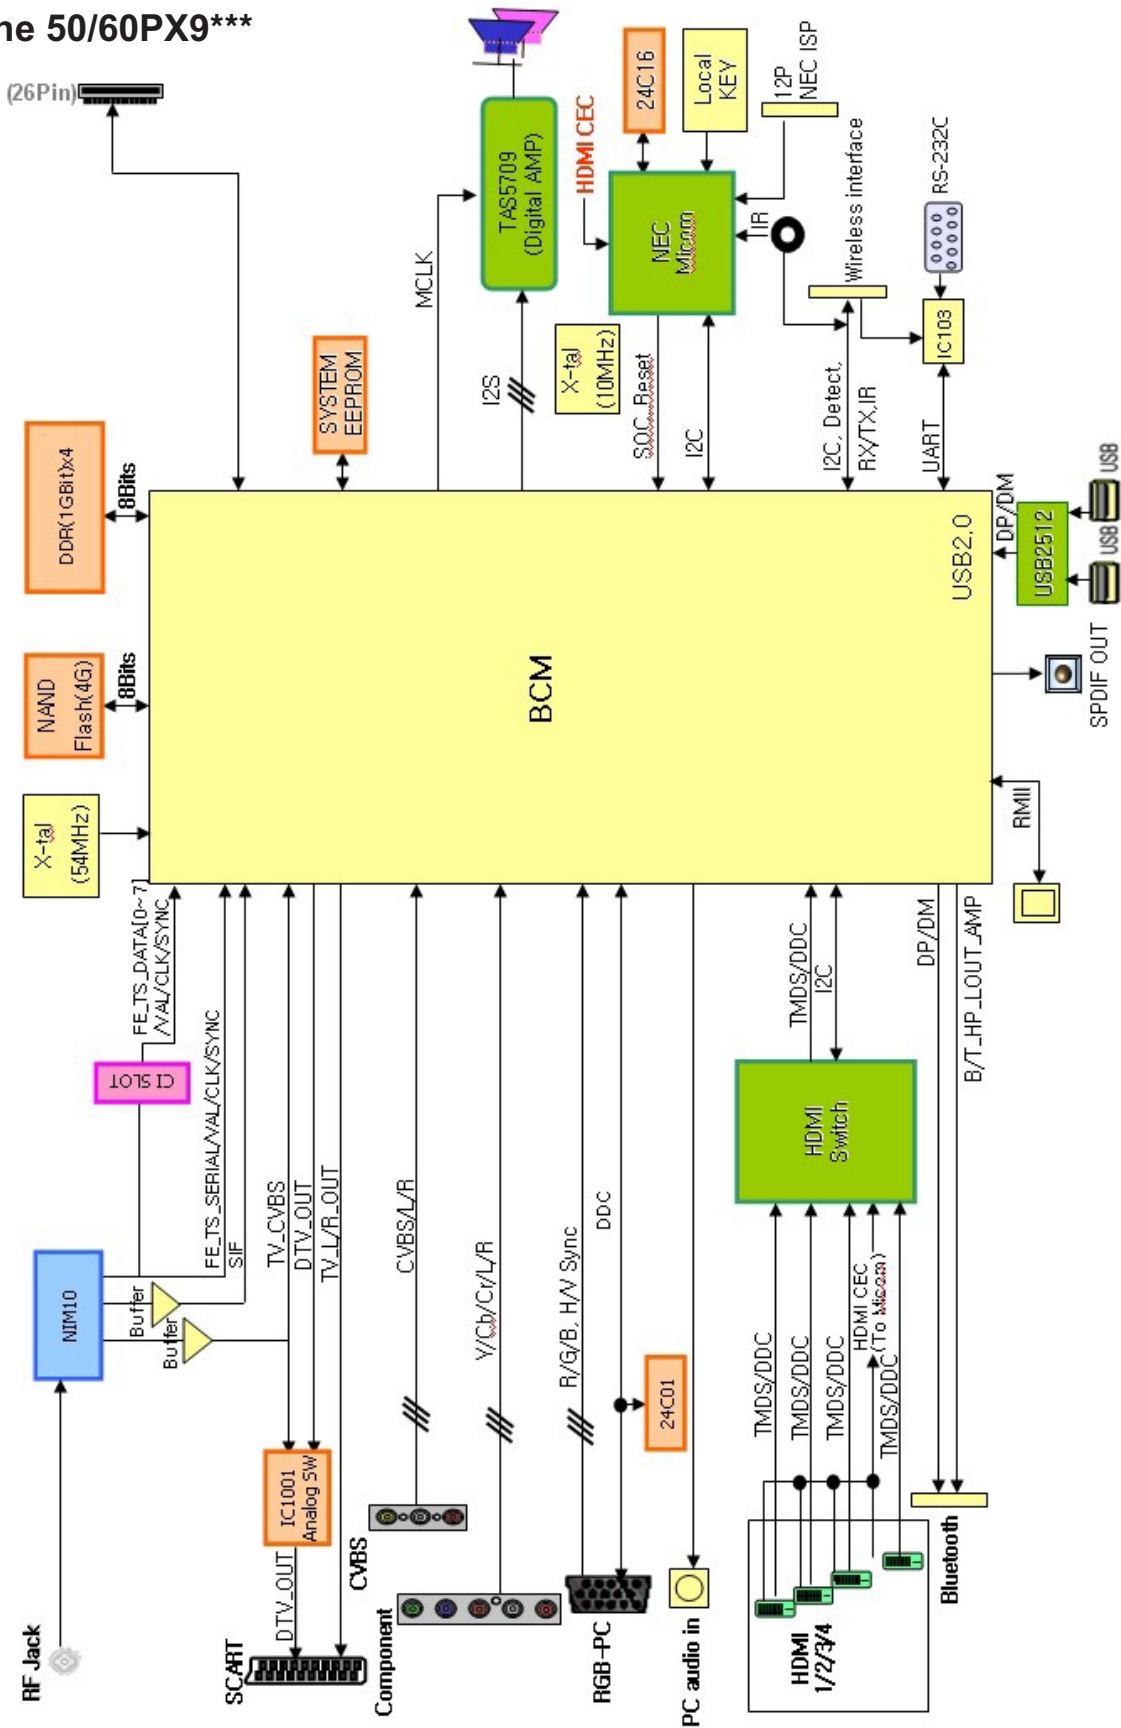 ne 50/60PX9***
(26Pin)
TAS5709
(Digital AMP)
24C16
Local
KEY
12P
NEC ISP
HDMI CEC
NEC
Micom
IR
Wireless interface
RS-232C
IC103
MCLK
I2S
X-tal
(10MHz)
SOC_Reset
I2C
I2C, Detect,
RX/TX,IR
UART
SYSTEM
EEPROM
DDR(1GBit)x4
8Bits
NAND
Flash(4G)
8Bits
X-tal
(54MHz)
BCM
USB2.0
DP/DM
USB2512
USB
USB
SPDIF OUT
RMII
FE_TS_DATA[0~7]
/VAL/CLK/SYNC
CI SLOT
FE_TS_SERIAL/VAL/CLK/SYNC
SIF
NIM10
Buffer
Buffer
TV_CVBS
DTV_OUT
TV_L/R_OUT
IC1001
Analog SW
DTV_OUT
RF Jack
SCART
CVBS
CVBS/L/R
Component
Y/Cb/Cr/L/R
RGB-PC
R/G/B, H/V Sync
DDC
24C01
PC audio in
HDMI
1/2/3/4
TMDS/DDC
TMDS/DDC
TMDS/DDC
HDMI CEC
(To Micom)
TMDS/DDC
HDMI
Switch
TMDS/DDC
I2C
DP/DM
B/T_HP_LOUT_AMP
Bluetooth